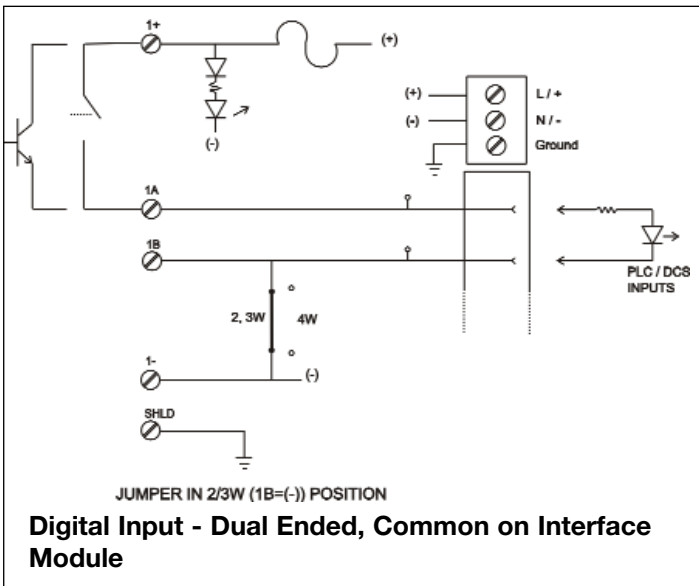 1+
(+)
(+)
L / +
(-)
N / -
Ground
(-)
1A
1B
PLC / DCS
INPUTS
2, 3W
4W
1-
(-)
SHLD
JUMPER IN 2/3W (1B=(-)) POSITION
Digital Input - Dual Ended, Common on Interface
Module